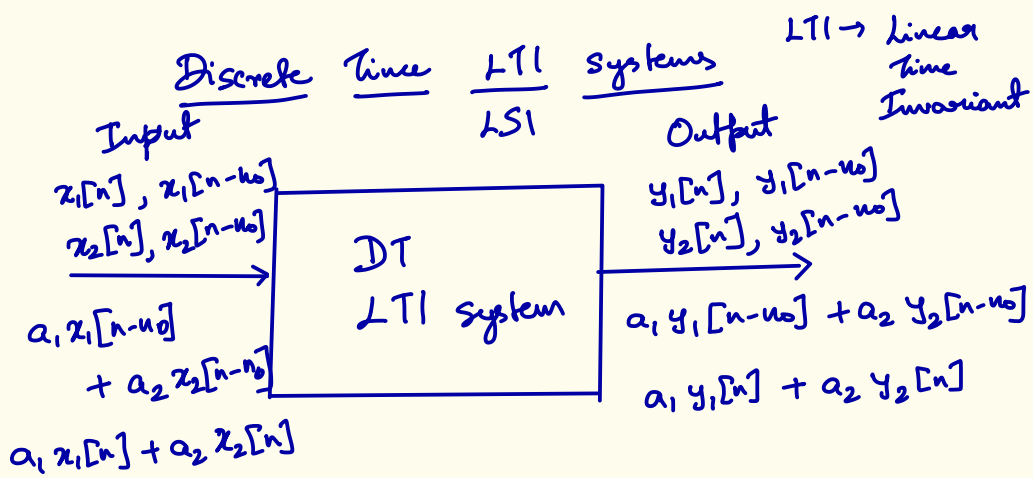 LTI → Linear
Time
Invariant
Discrete Time LTI systems
LSI
Input
x₁[n], x₁[n-n₀]
x₂[n], x₂[n-n₀]
a₁ x₁[n-n₀]
+ a₂ x₂[n-n₀]
a₁ x₁[n] + a₂ x₂[n]
DT
LTI system
Output
y₁[n], y₁[n-n₀]
y₂[n], y₂[n-n₀]
a₁ y₁[n-n₀] + a₂ y₂[n-n₀]
a₁ y₁[n] + a₂ y₂[n]